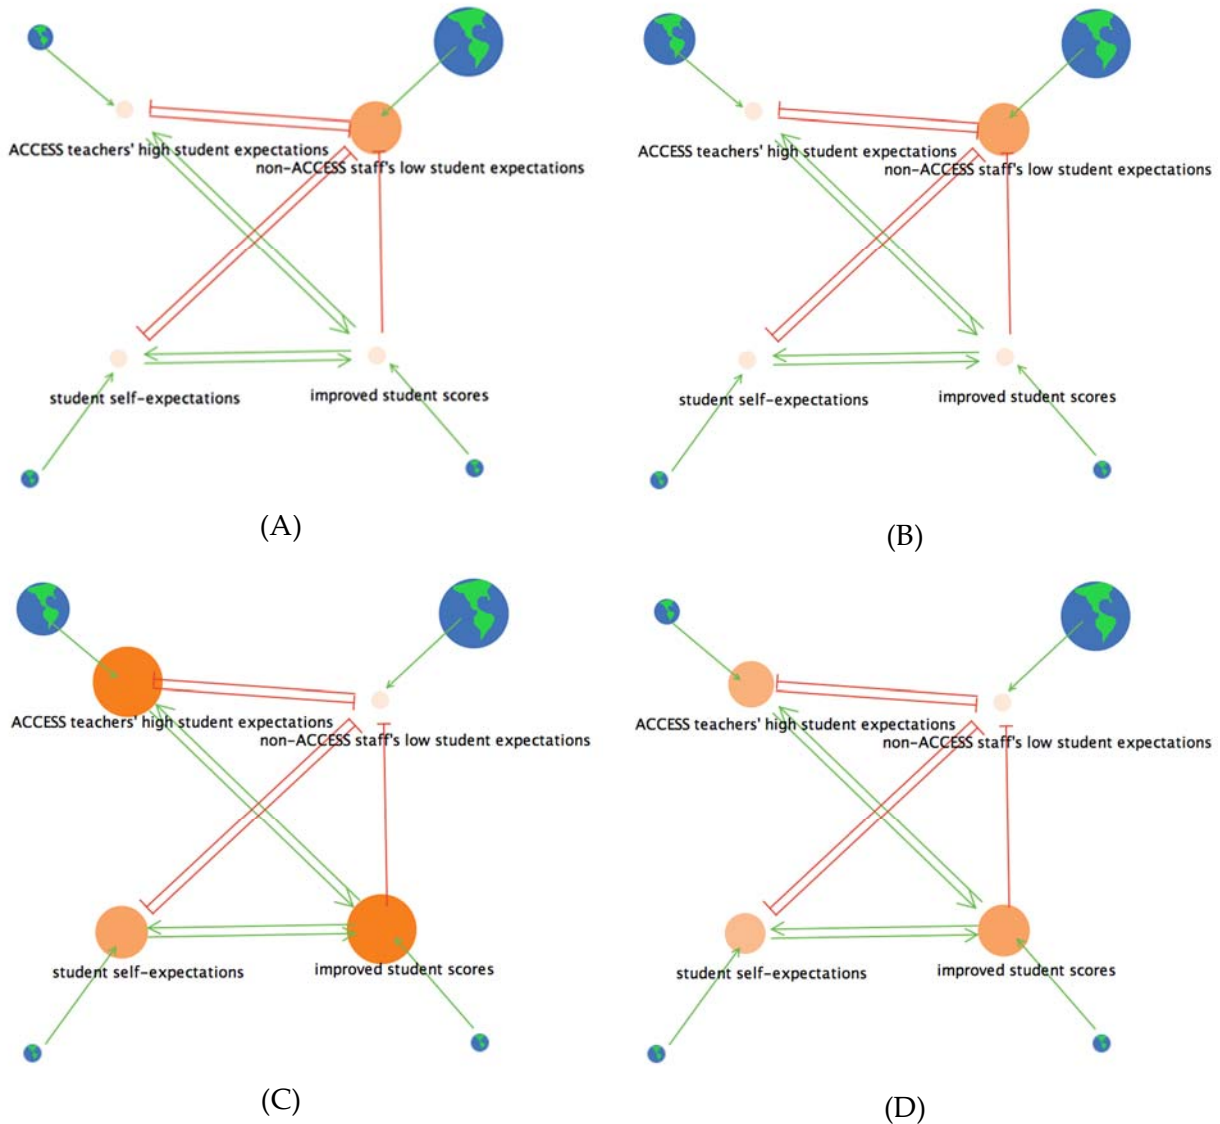 ACCESS teachers' high student expectations
non-ACCESS staff's low student expectations
student self-expectations
improved student scores
(A)
ACCESS teachers' high student expectations
non-ACCESS staff's low student expectations
student self-expectations
improved student scores
(B)
ACCESS teachers' high student expectations
non-ACCESS staff's low student expectations
student self-expectations
improved student scores
(C)
ACCESS teachers' high student expectations
non-ACCESS staff's low student expectations
student self-expectations
improved student scores
(D)